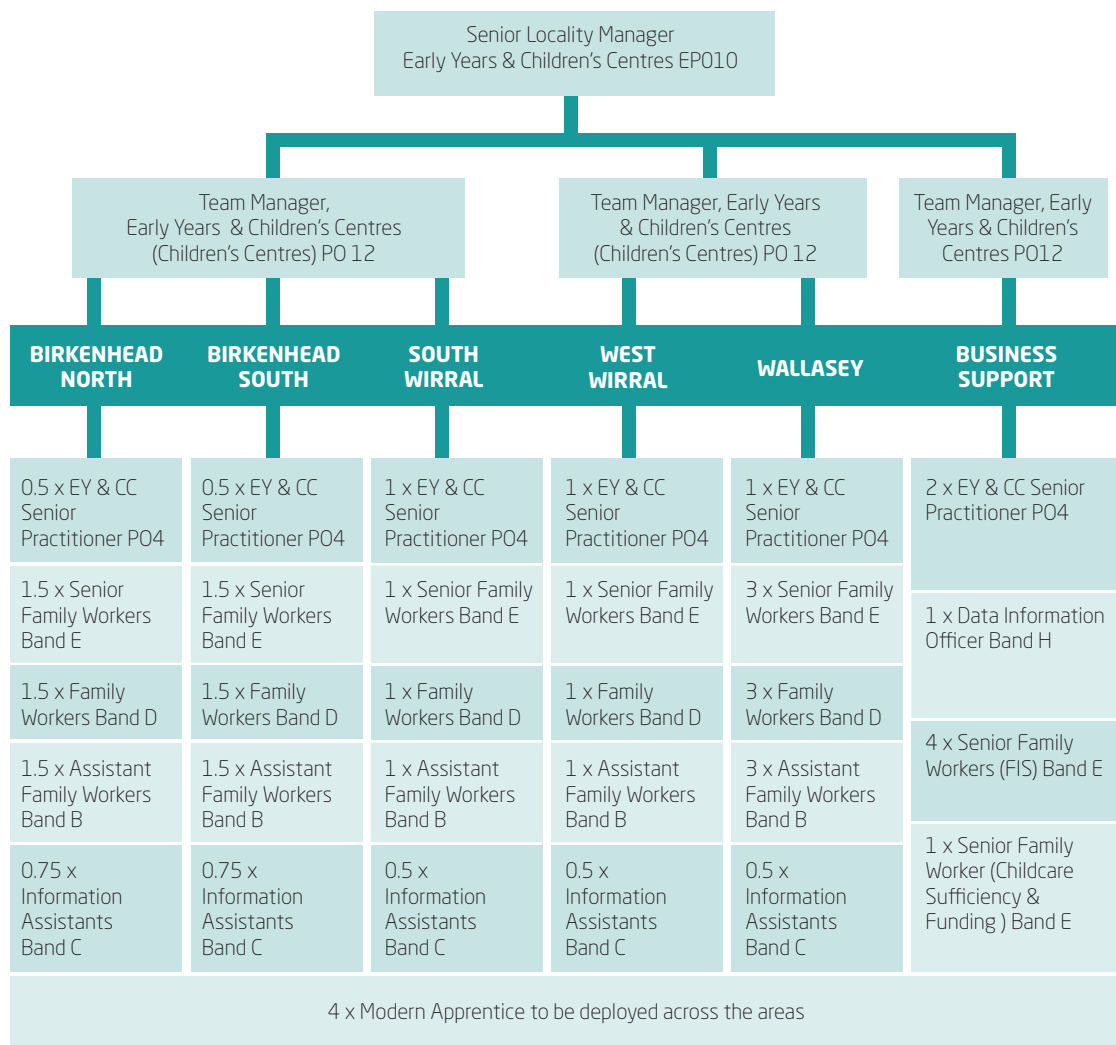 Senior Locality Manager
Early Years & Children's Centres EPO10
Team Manager,
Early Years & Children's Centres
(Children's Centres) PO 12
Team Manager, Early Years
& Children's Centres
(Children's Centres) PO 12
Team Manager, Early
Years & Children's
Centres PO12
BIRKENHEAD
NORTH
BIRKENHEAD
SOUTH
SOUTH
WIRRAL
WEST
WIRRAL
WALLASEY
BUSINESS
SUPPORT
0.5 x EY & CC
Senior
Practitioner PO4
1.5 x Senior
Family Workers
Band E
1.5 x Family
Workers Band D
1.5 x Assistant
Family Workers
Band B
0.75 x
Information
Assistants
Band C
0.5 x EY & CC
Senior
Practitioner PO4
1.5 x Senior
Family Workers
Band E
1.5 x Family
Workers Band D
1.5 x Assistant
Family Workers
Band B
0.75 x
Information
Assistants
Band C
1 x EY & CC
Senior
Practitioner PO4
1 x Senior Family
Workers Band E
1 x Family
Workers Band D
1 x Assistant
Family Workers
Band B
0.5 x
Information
Assistants
Band C
1 x EY & CC
Senior
Practitioner PO4
1 x Senior Family
Workers Band E
1 x Family
Workers Band D
1 x Assistant
Family Workers
Band B
0.5 x
Information
Assistants
Band C
1 x EY & CC
Senior
Practitioner PO4
3 x Senior Family
Workers Band E
3 x Family
Workers Band D
3 x Assistant
Family Workers
Band B
0.5 x
Information
Assistants
Band C
2 x EY & CC Senior
Practitioner PO4
1 x Data Information
Officer Band H
4 x Senior Family
Workers (FIS) Band E
1 x Senior Family
Worker (Childcare
Sufficiency &
Funding ) Band E
4 x Modern Apprentice to be deployed across the areas